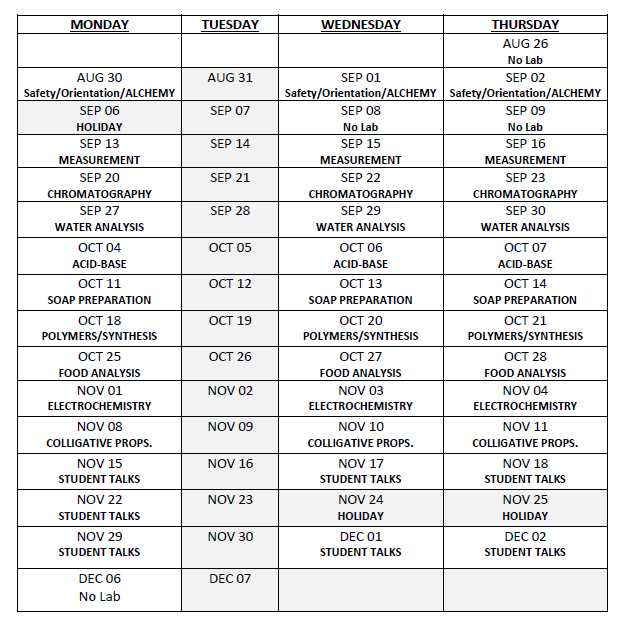 MONDAY TUESDAY WEDNESDAY THURSDAY
AUG 26
No Lab
AUG 30 AUG 31 SEP 01 SEP 02
Safety/Orientation/ALCHEMY Safety/Orientation/ALCHEMY Safety/Orientation/ALCHEMY
SEP 06 SEP 07 SEP 08 SEP 09
HOLIDAY No Lab No Lab
SEP 13 SEP 14 SEP 15 SEP 16
MEASUREMENT MEASUREMENT MEASUREMENT
SEP 20 SEP 21 SEP 22 SEP 23
CHROMATOGRAPHY CHROMATOGRAPHY CHROMATOGRAPHY
SEP 27 SEP 28 SEP 29 SEP 30
WATER ANALYSIS WATER ANALYSIS WATER ANALYSIS
OCT 04 OCT 05 OCT 06 OCT 07
ACID-BASE ACID-BASE ACID-BASE
OCT 11 OCT 12 OCT 13 OCT 14
SOAP PREPARATION SOAP PREPARATION SOAP PREPARATION
OCT 18 OCT 19 OCT 20 OCT 21
POLYMERS/SYNTHESIS POLYMERS/SYNTHESIS POLYMERS/SYNTHESIS
OCT 25 OCT 26 OCT 27 OCT 28
FOOD ANALYSIS FOOD ANALYSIS FOOD ANALYSIS
NOV 01 NOV 02 NOV 03 NOV 04
ELECTROCHEMISTRY ELECTROCHEMISTRY ELECTROCHEMISTRY
NOV 08 NOV 09 NOV 10 NOV 11
COLLIGATIVE PROPS. COLLIGATIVE PROPS. COLLIGATIVE PROPS.
NOV 15 NOV 16 NOV 17 NOV 18
STUDENT TALKS STUDENT TALKS STUDENT TALKS
NOV 22 NOV 23 NOV 24 NOV 25
STUDENT TALKS HOLIDAY HOLIDAY
NOV 29 NOV 30 DEC 01 DEC 02
STUDENT TALKS STUDENT TALKS STUDENT TALKS
DEC 06 DEC 07
No Lab